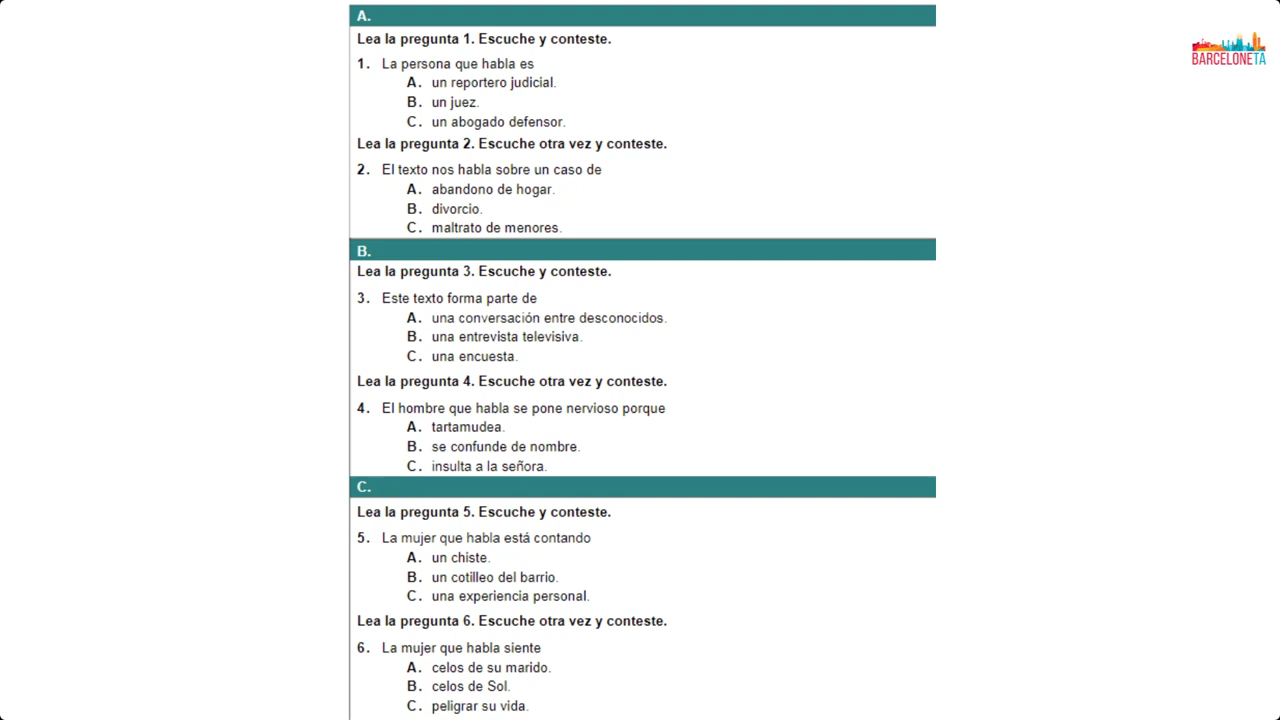 A.
Lea la pregunta 1. Escuche y conteste.
1. La persona que habla es
A. un reportero judicial.
B. un juez.
C. un abogado defensor.
Lea la pregunta 2. Escuche otra vez y conteste.
2. El texto nos habla sobre un caso de
A. abandono de hogar.
B. divorcio.
C. maltrato de menores.
B.
Lea la pregunta 3. Escuche y conteste.
3. Este texto forma parte de
A. una conversación entre desconocidos.
B. una entrevista televisiva.
C. una encuesta.
Lea la pregunta 4. Escuche otra vez y conteste.
4. El hombre que habla se pone nervioso porque
A. tartamudea.
B. se confunde de nombre.
C. insulta a la señora.
C.
Lea la pregunta 5. Escuche y conteste.
5. La mujer que habla está contando
A. un chiste.
B. un cotilleo del barrio.
C. una experiencia personal.
Lea la pregunta 6. Escuche otra vez y conteste.
6. La mujer que habla siente
A. celos de su marido.
B. celos de Sol.
C. peligrar su vida.
BARCELONETA